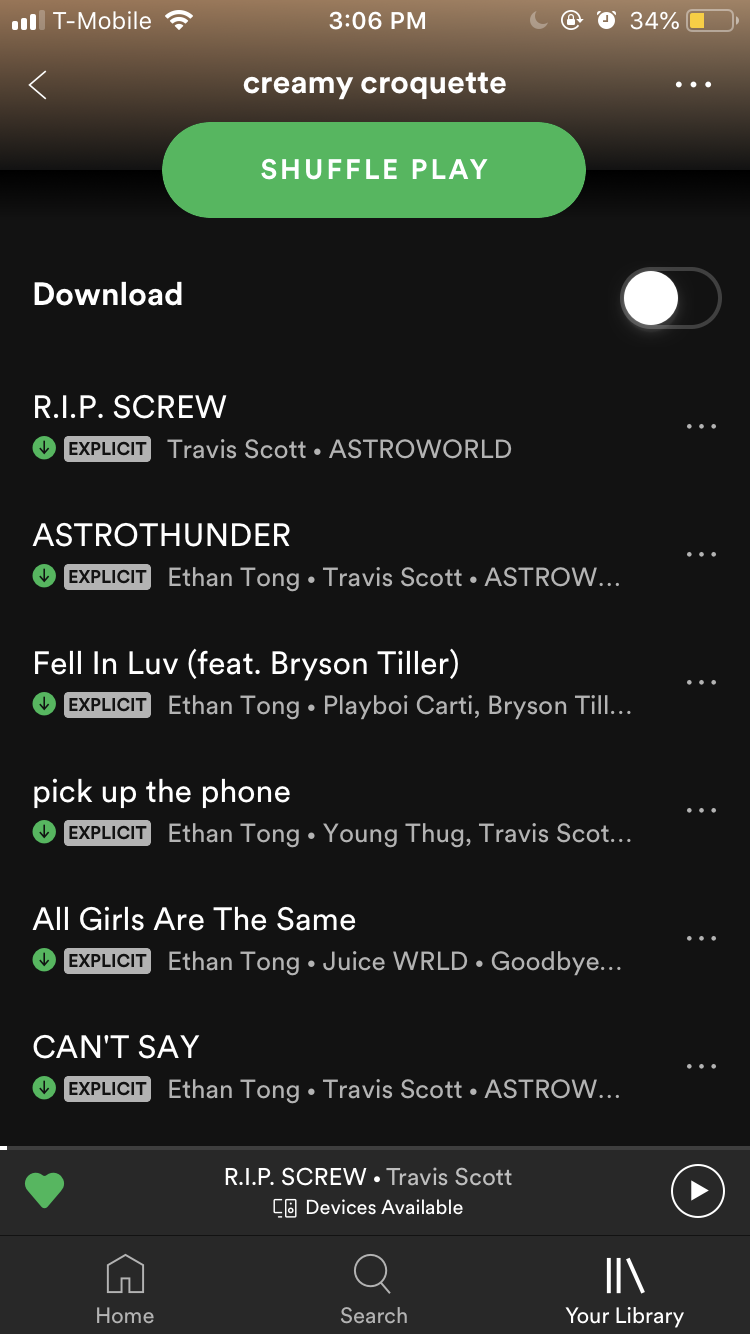 T-Mobile 3:06 PM 34%
creamy croquette
SHUFFLE PLAY
Download
R.I.P. SCREW
EXPLICIT Travis Scott • ASTROWORLD
ASTROTHUNDER
EXPLICIT Ethan Tong • Travis Scott • ASTROW...
Fell In Luv (feat. Bryson Tiller)
EXPLICIT Ethan Tong • Playboi Carti, Bryson Till...
pick up the phone
EXPLICIT Ethan Tong • Young Thug, Travis Scot...
All Girls Are The Same
EXPLICIT Ethan Tong • Juice WRLD • Goodbye...
CAN'T SAY
EXPLICIT Ethan Tong • Travis Scott • ASTROW...
R.I.P. SCREW • Travis Scott
Devices Available
Home Search Your Library